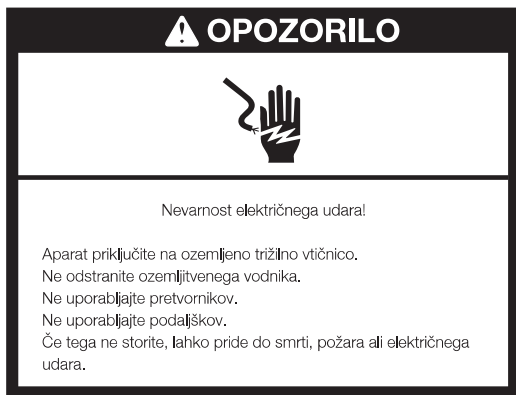 OPOZORILO
Nevarnost električnega udara!
Aparat priključite na ozemljeno trižilno vtičnico.
Ne odstranite ozemljitvenega vodnika.
Ne uporabljajte pretvornikov.
Ne uporabljajte podaljškov.
Če tega ne storite, lahko pride do smrti, požara ali električnega
udara.